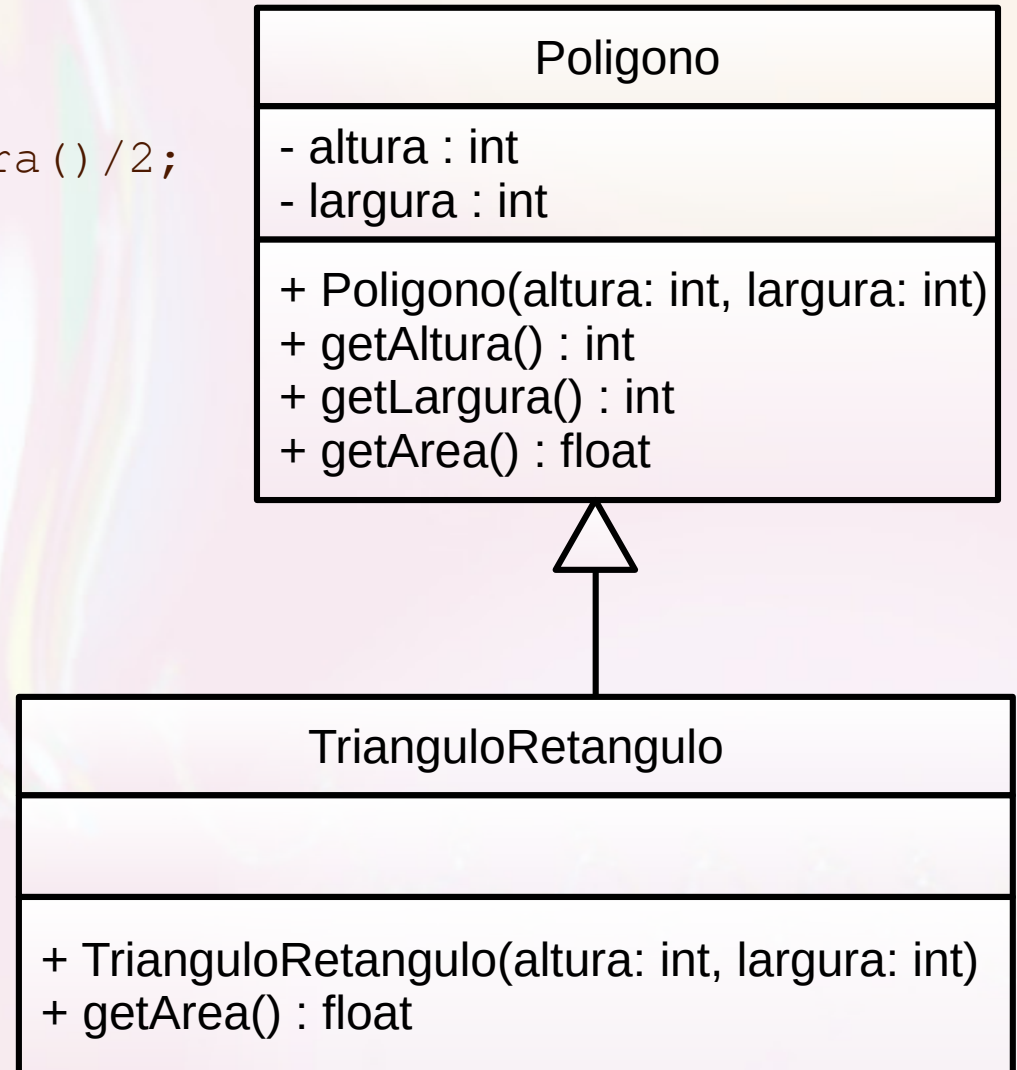 Poligono
ra()/2;
- altura : int
- largura : int
+ Poligono(altura: int, largura: int)
+ getAltura() : int
+ getLargura() : int
+ getArea() : float
TrianguloRetangulo
+ TrianguloRetangulo(altura: int, largura: int)
+ getArea() : float